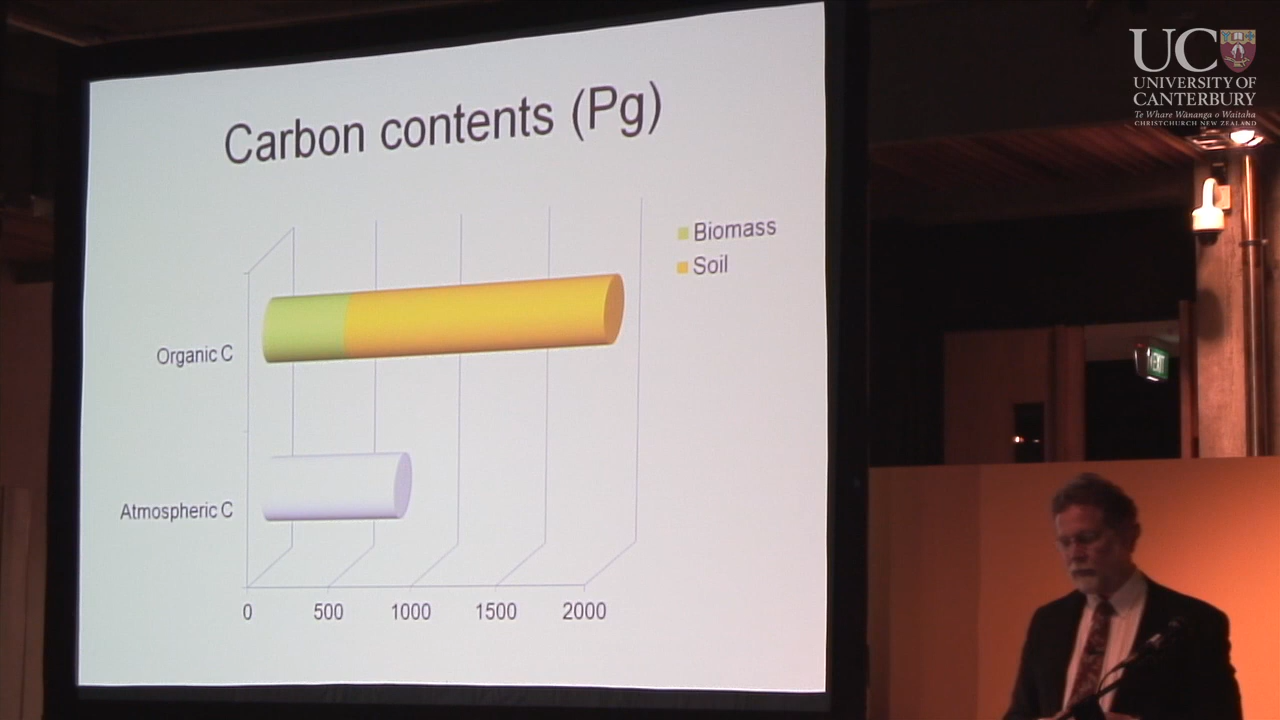 Carbon contents (Pg)
Biomass
Soil
Organic C
Atmospheric C
0 500 1000 1500 2000
UC
UNIVERSITY OF
CANTERBURY
Te Whare Wānanga o Waitaha
CHRISTCHURCH NEW ZEALAND
EXIT